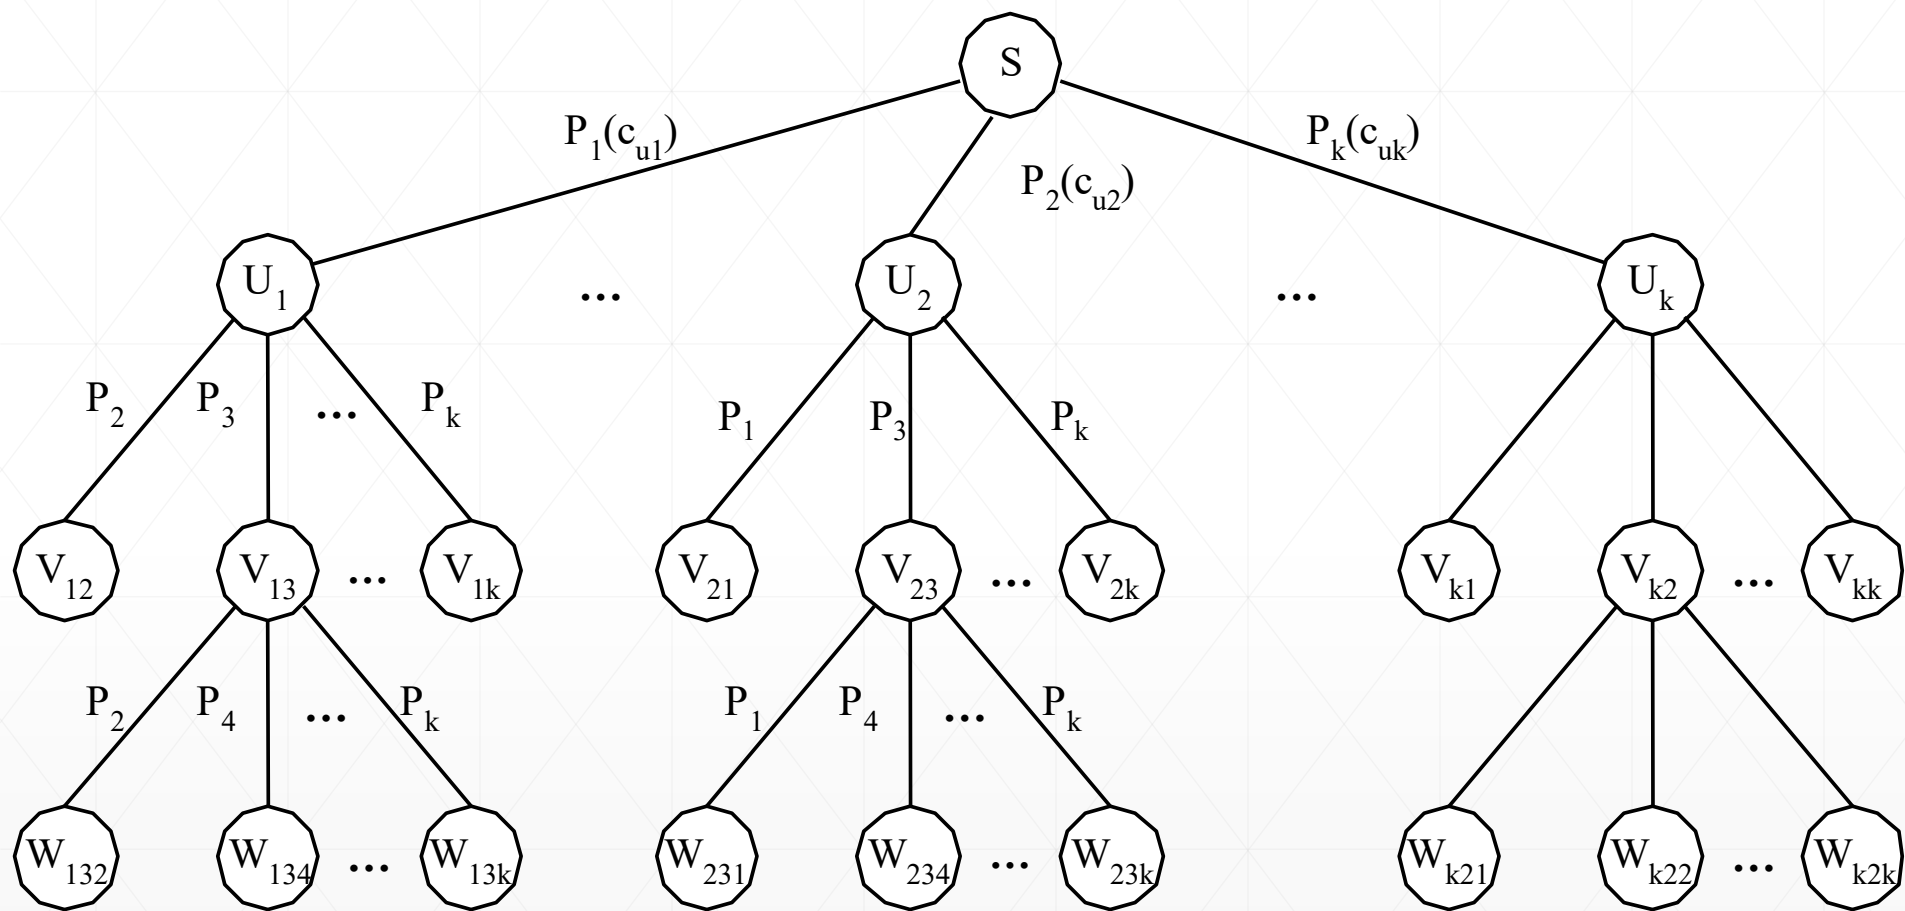 S
P1(cu1)
P2(cu2)
Pk(cuk)
U1 ... U2 ... Uk
P2 P3 ... Pk P1 P3 Pk
V12 V13 ... V1k V21 V23 ... V2k Vk1 Vk2 ... Vkk
P2 P4 ... Pk P1 P4 ... Pk
W132 W134 ... W13k W231 W234 ... W23k Wk21 Wk22 ... Wk2k